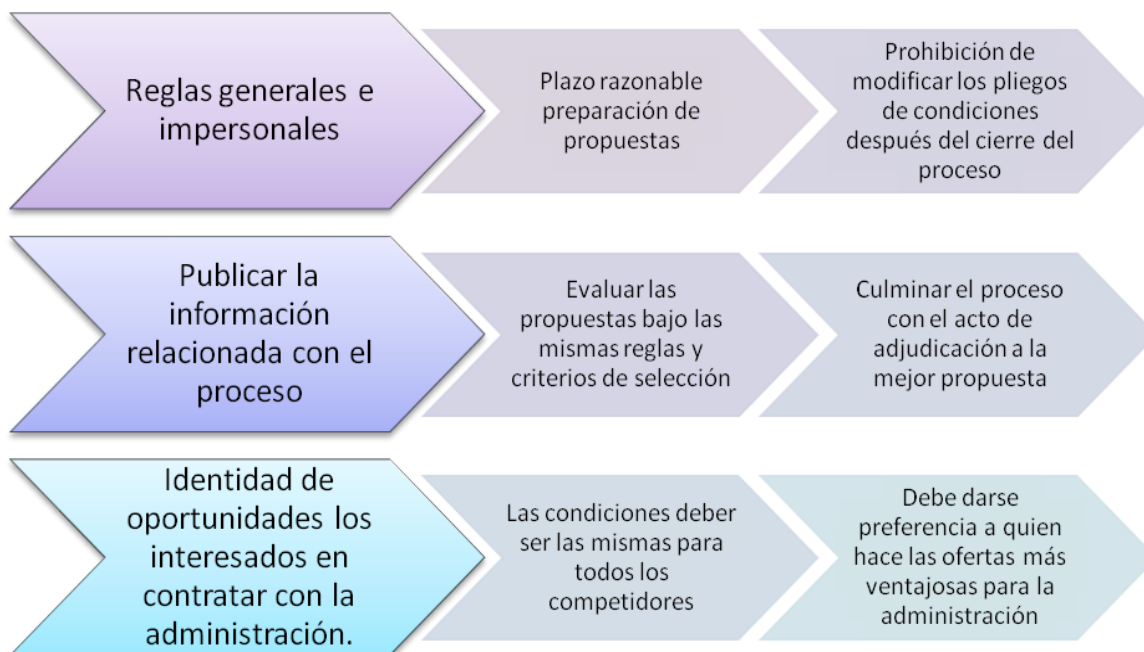 Reglas generales e
impersonales
Plazo razonable
preparación de
propuestas
Prohibición de
modificar los pliegos
de condiciones
después del cierre del
proceso
Publicar la
información
relacionada con el
proceso
Evaluar las
propuestas bajo las
mismas reglas y
criterios de selección
Culminar el proceso
con el acto de
adjudicación a la
mejor propuesta
Identidad de
oportunidades los
interesados en
contratar con la
administración.
Las condiciones deber
ser las mismas para
todos los
competidores
Debe darse
preferencia a quien
hace las ofertas más
ventajosas para la
administración